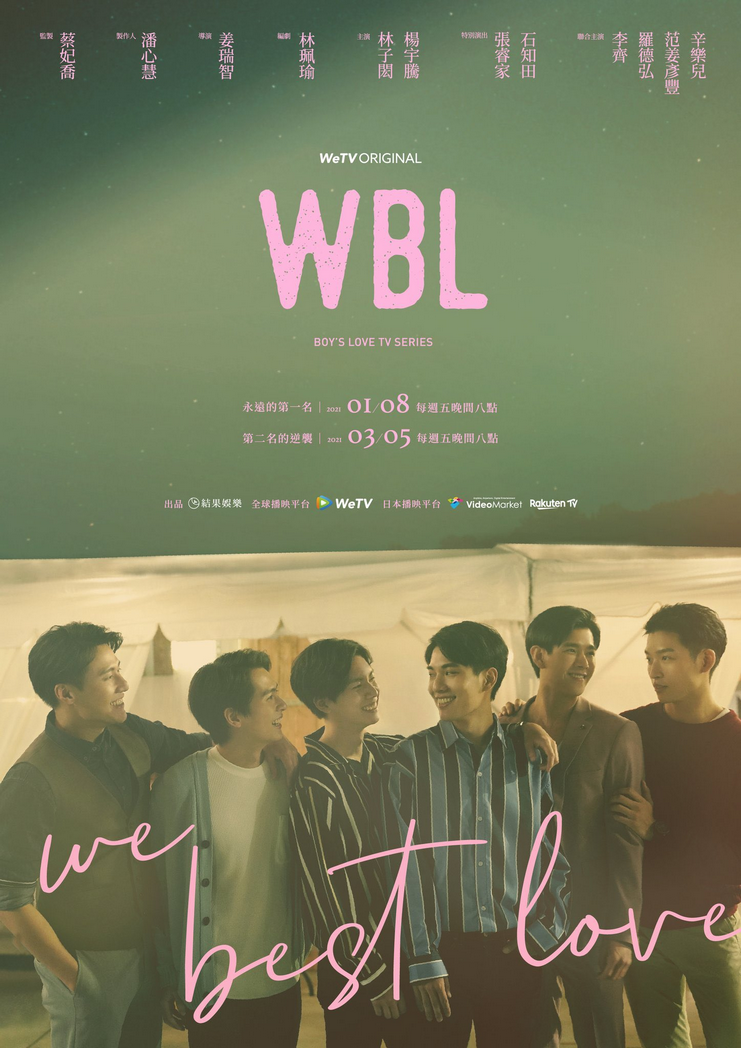 監製 蔡妃喬
製作人 潘心慧
導演 姜瑞智
編劇 林珮瑜
主演 楊宇騰 林子閎
特別演出 石知田 張睿家
聯合主演 辛樂兒 范姜彥豐 羅德弘 李齊
WeTV ORIGINAL
WBL
BOY'S LOVE TV SERIES
永遠的第一名 | 2021 01/08 每週五晚間八點
第二名的逆襲 | 2021 03/05 每週五晚間八點
出品 結果娛樂 全球播映平台 WeTV 日本播映平台 VideoMarket Rakuten TV
we
best love